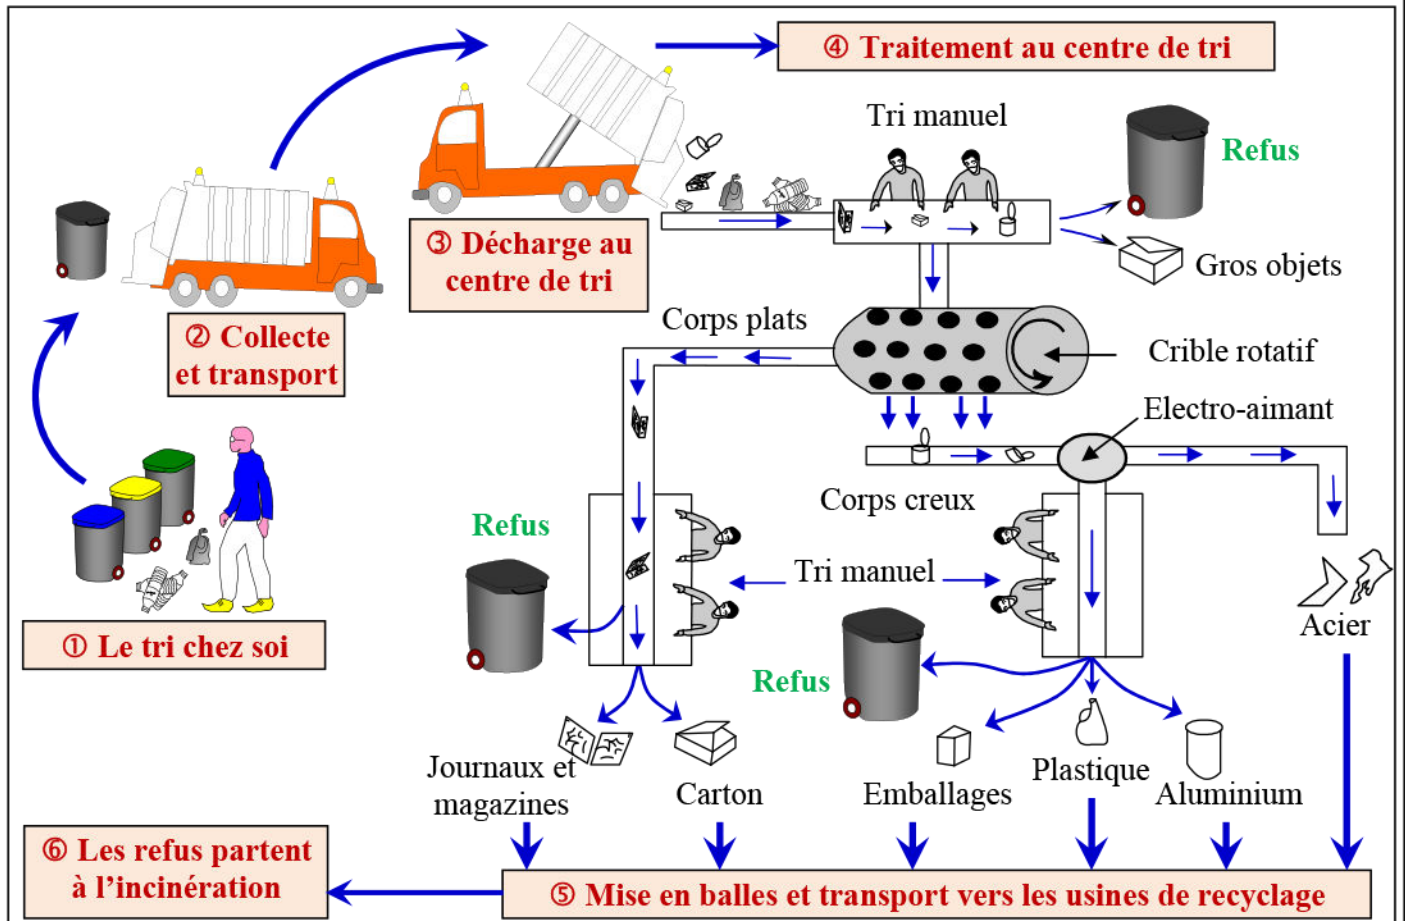 ④ Traitement au centre de tri
Tri manuel
Refus
③ Décharge au
centre de tri
Gros objets
② Collecte
et transport
Corps plats
Crible rotatif
Electro-aimant
Corps creux
Refus
Tri manuel
① Le tri chez soi
Acier
Refus
Journaux et
magazines
Carton
Emballages
Plastique
Aluminium
⑥ Les refus partent
à l’incinération
⑤ Mise en balles et transport vers les usines de recyclage